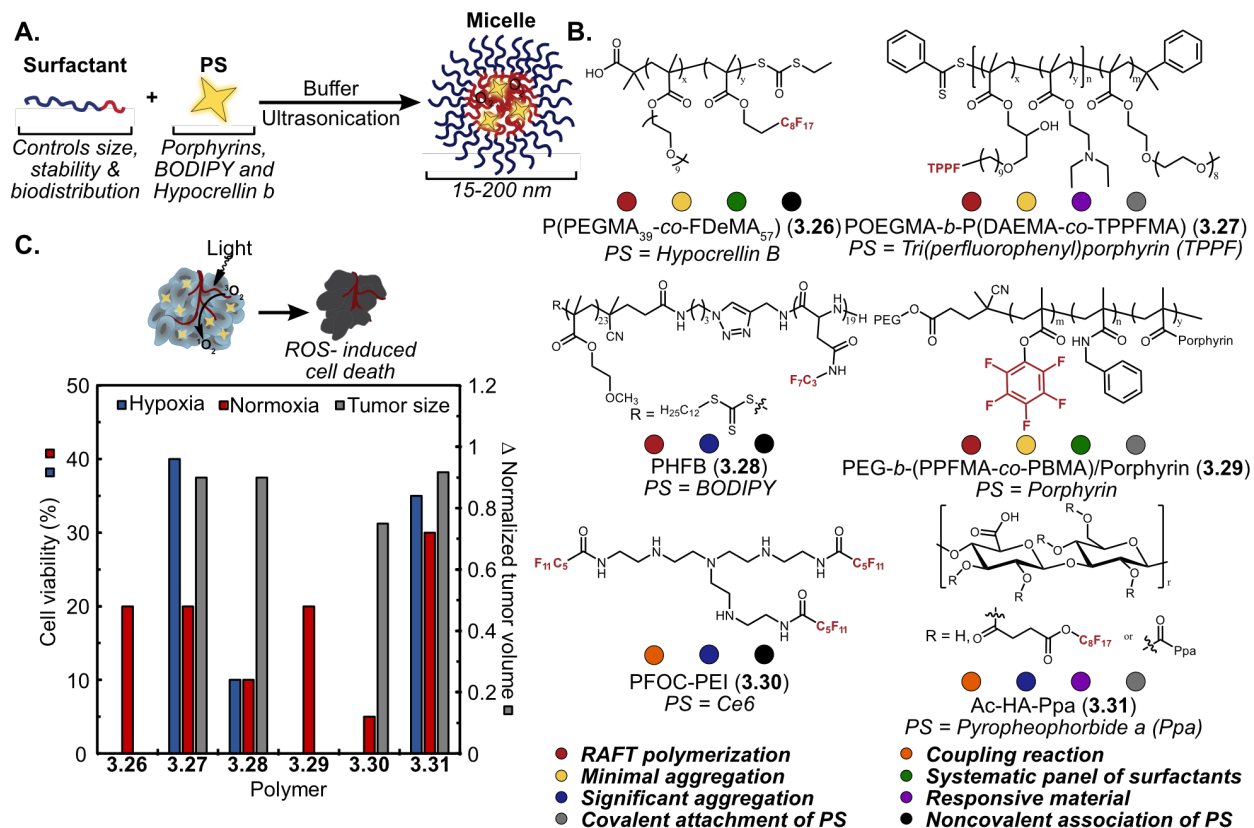 A.
Surfactant
+
PS
Buffer
Ultrasonication
Micelle
O2
O2
Controls size,
stability &
biodistribution
Porphyrins,
BODIPY and
Hypocrellin b
15-200 nm
B.
O
HO
x
y
S
S
S
O
O
O
O
O
9
C8F17
P(PEGMA39-co-FDeMA57) (3.26)
PS = Hypocrellin B
S
S
x
y
n
m
O
O
O
O
O
O
OH
O
TPPF
9
N
O
O
8
POEGMA-b-P(DAEMA-co-TPPFMA) (3.27)
PS = Tri(perfluorophenyl)porphyrin (TPPF)
C.
Light
3O2
1O2
ROS- induced
cell death
R
23
CN
O
O
O
OCH3
O
N
H
3
N
N
N
N
H
O
H
N
19
H
O
NH
F7C3
R =
H25C12
S
S
S
PHFB (3.28)
PS = BODIPY
PEG
O
O
CN
m
n
y
O
O
O
NH
O
Porphyrin
F
F
F
F
F
PEG-b-(PPFMA-co-PBMA)/Porphyrin (3.29)
PS = Porphyrin
F11C5
O
N
H
H
N
N
H
N
N
H
O
C5F11
HN
NH
O
C5F11
PFOC-PEI (3.30)
PS = Ce6
O
OH
R
O
R
O
O
O
O
O
O
R
O
O
R
O
R
r
R = H,
O
O
O
C8F17
or
O
Ppa
Ac-HA-Ppa (3.31)
PS = Pyropheophorbide a (Ppa)
Hypoxia Normoxia Tumor size
Cell viability (%)
50
40
30
20
10
0
1.2
1
0.8
0.6
0.4
0.2
0
Δ Normalized tumor volume
3.26 3.27 3.28 3.29 3.30 3.31
Polymer
RAFT polymerization
Minimal aggregation
Significant aggregation
Covalent attachment of PS
Coupling reaction
Systematic panel of surfactants
Responsive material
Noncovalent association of PS